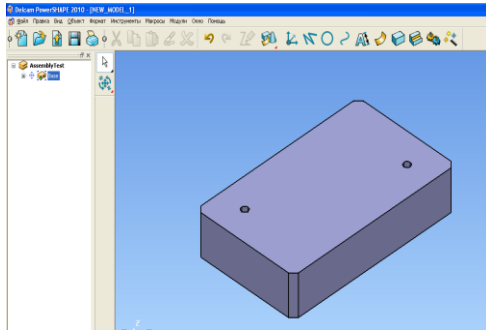 Delcam PowerSHAPE 2010 - [NEW_MODEL_1]
Файл Правка Вид Объект Формат Инструменты Макросы Модули Окно Помощь
AssemblyTest
Z